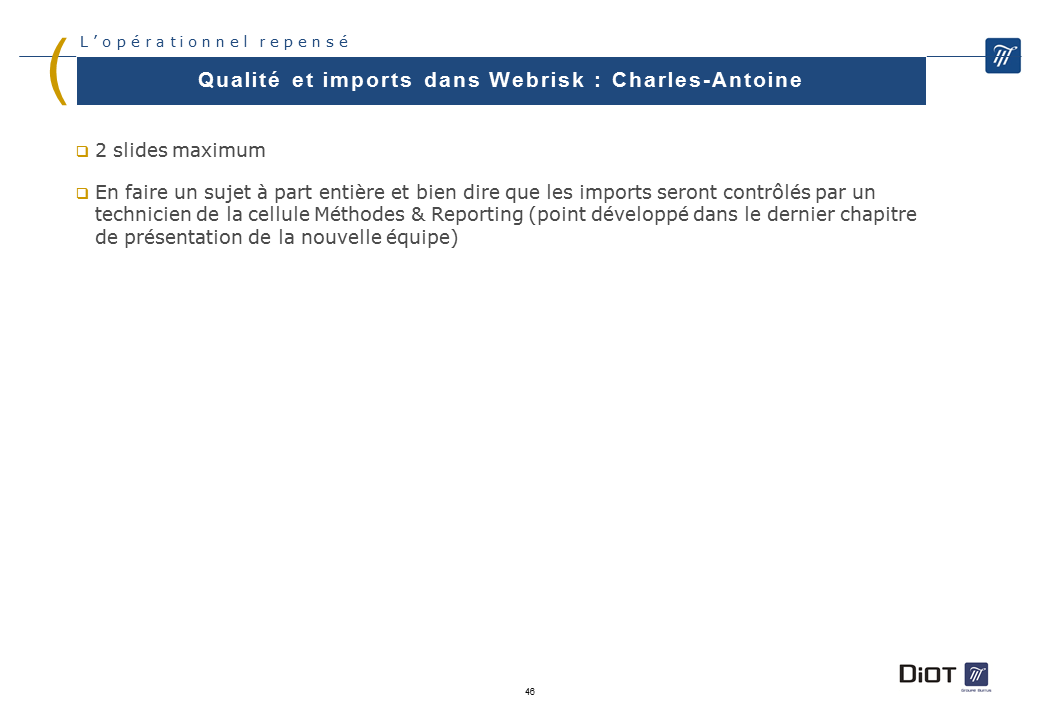 L’opérationnel repensé
Qualité et imports dans Webrisk : Charles-Antoine
2 slides maximum
En faire un sujet à part entière et bien dire que les imports seront contrôlés par un
technicien de la cellule Méthodes & Reporting (point développé dans le dernier chapitre
de présentation de la nouvelle équipe)
DiOT
Groupe Burrus
46